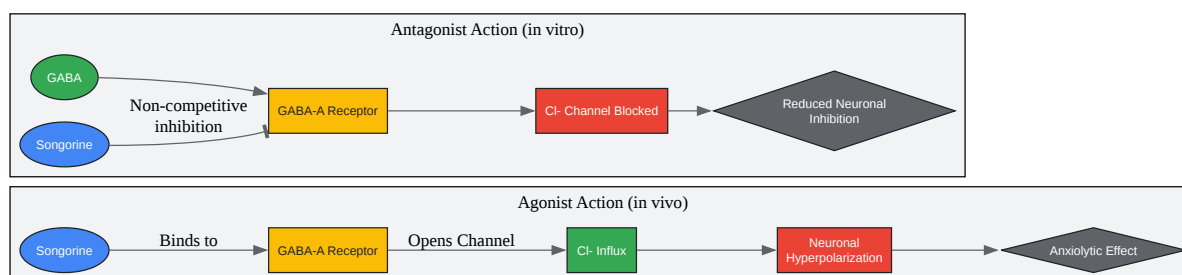 Antagonist Action (in vitro)
GABA
Non-competitive
inhibition
Songorine
GABA-A Receptor
Cl- Channel Blocked
Reduced Neuronal
Inhibition
Agonist Action (in vivo)
Songorine
Binds to
GABA-A Receptor
Opens Channel
Cl- Influx
Neuronal
Hyperpolarization
Anxiolytic Effect